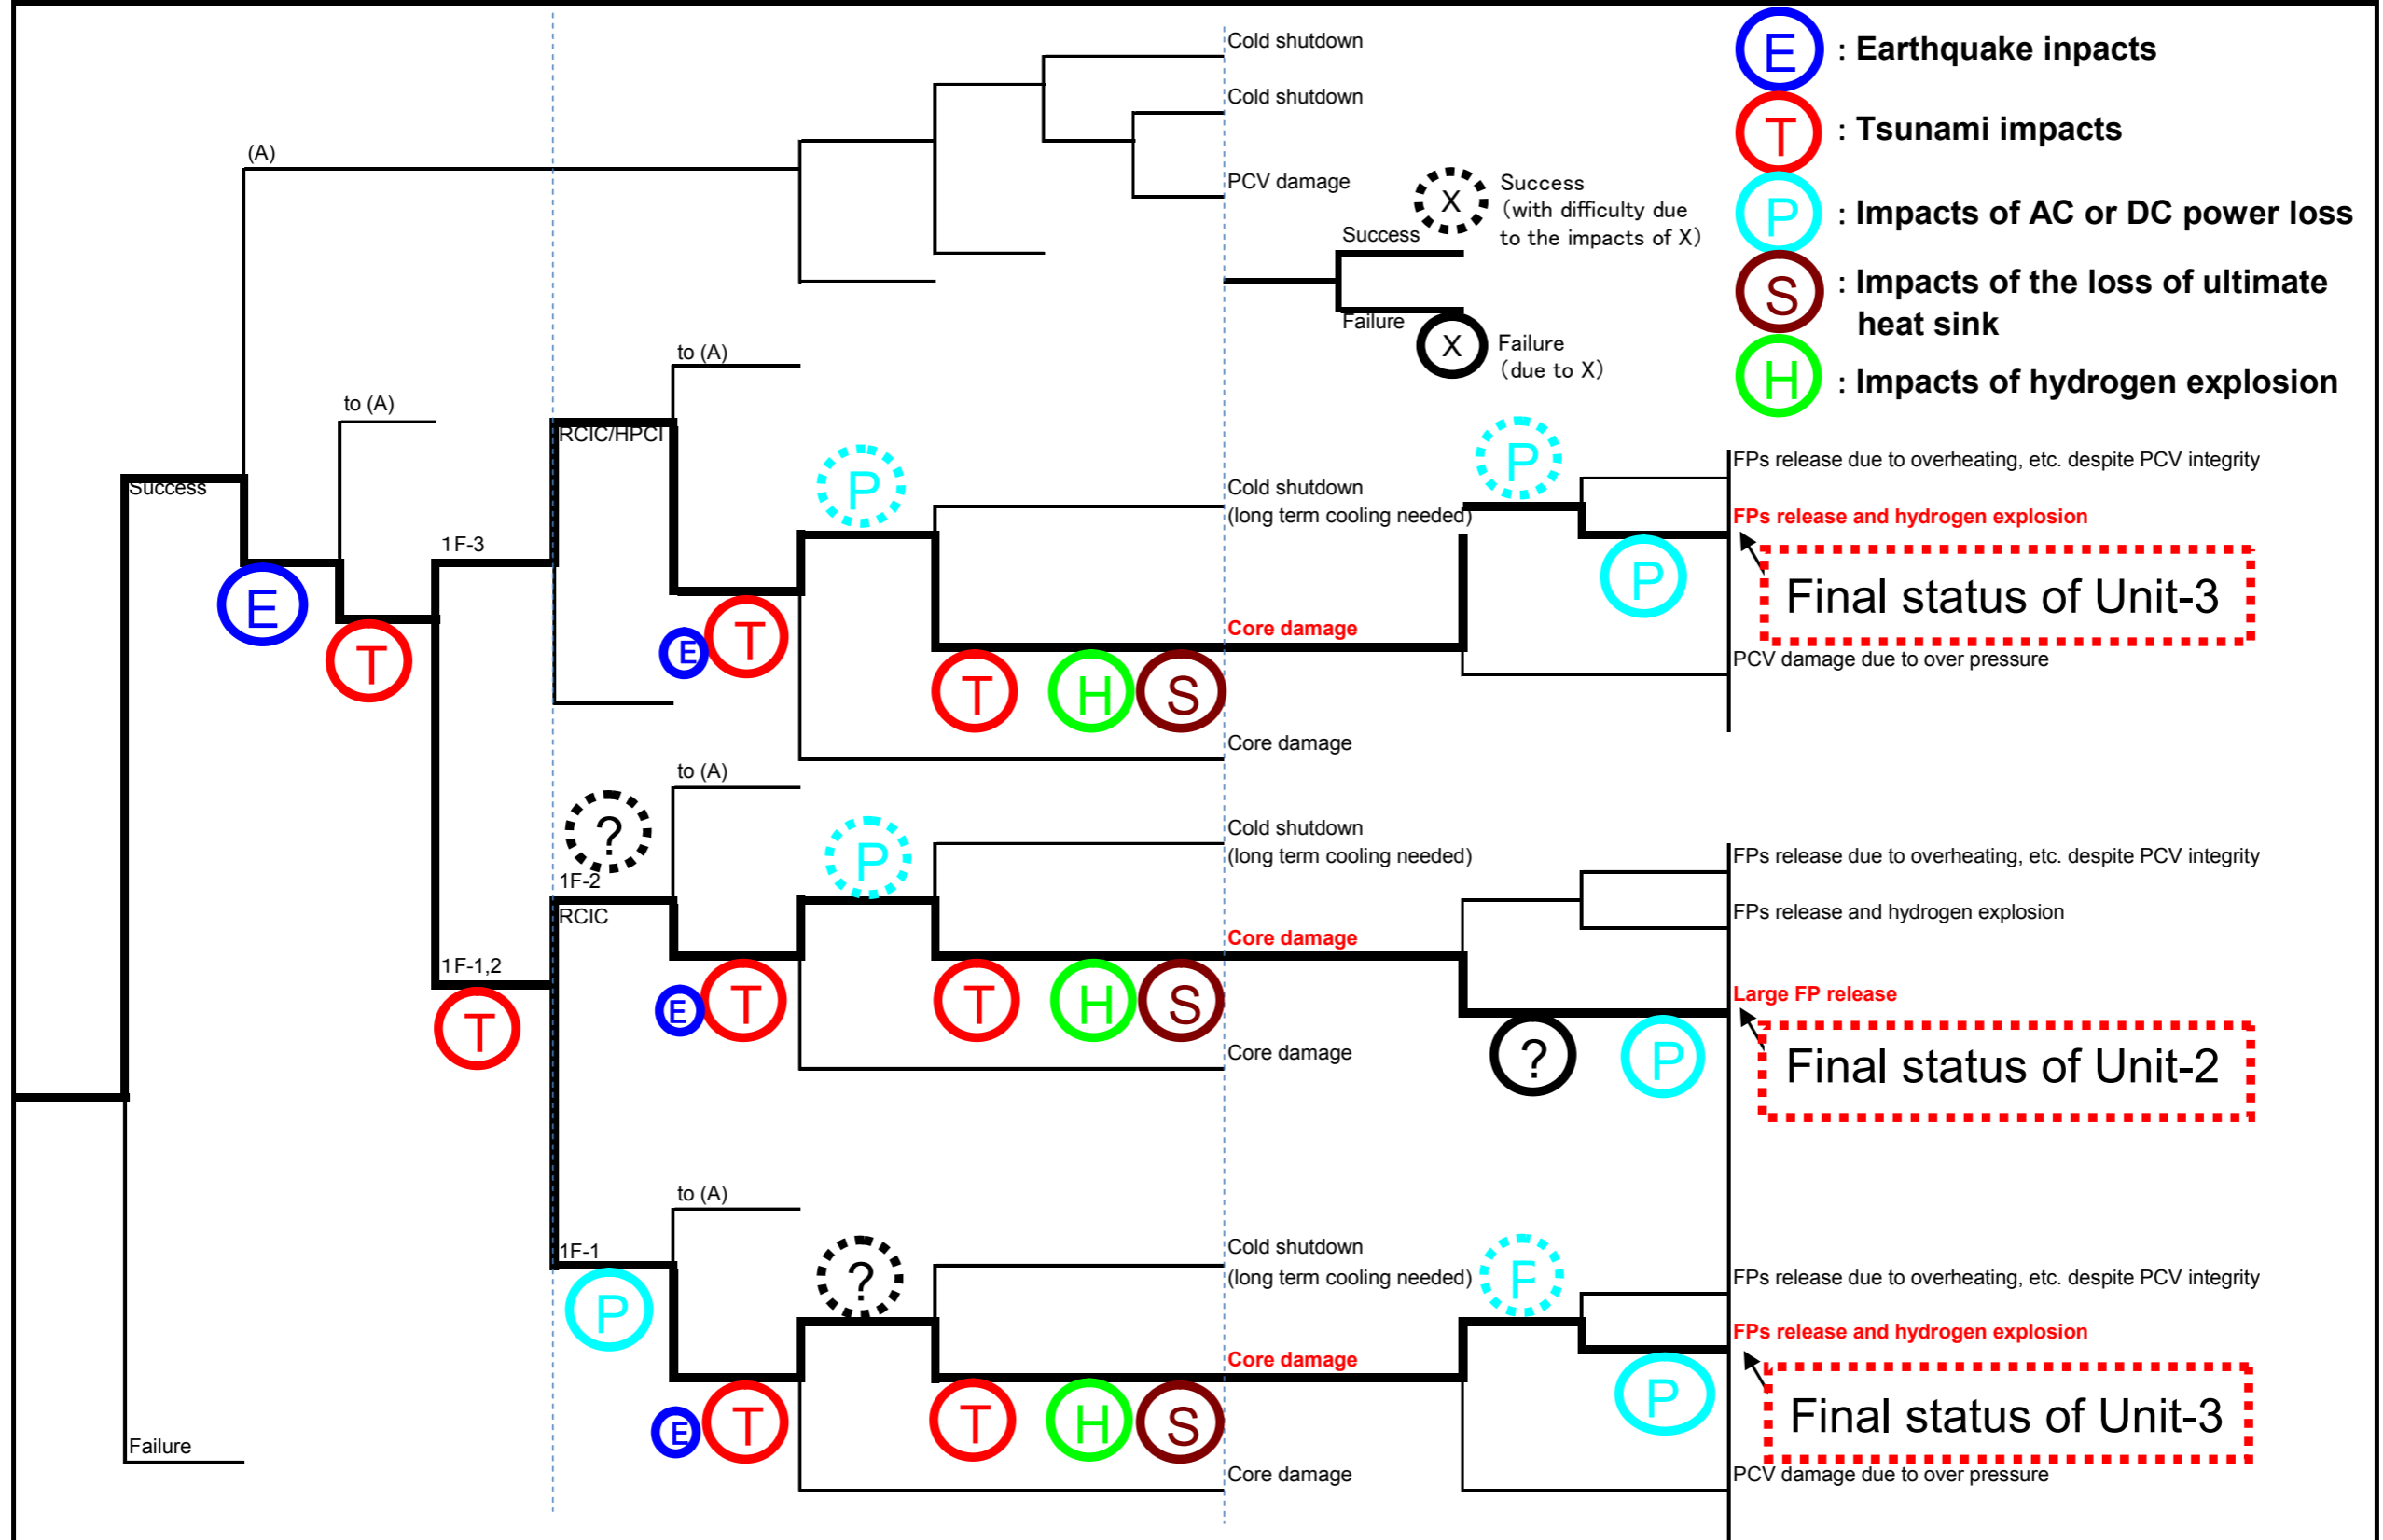 Cold shutdown
Cold shutdown
PCV damage
(A)
X
Success
(with difficulty due
to the impacts of X)
Success
Failure
X
Failure
(due to X)
E : Earthquake inpacts
T : Tsunami impacts
P : Impacts of AC or DC power loss
S : Impacts of the loss of ultimate
heat sink
H : Impacts of hydrogen explosion
to (A)
to (A)
RCIC/HPCI
Success
1F-3
E
T
E
T
P
T
H
S
Cold shutdown
(long term cooling needed)
Core damage
Core damage
P
P
FPs release due to overheating, etc. despite PCV integrity
FPs release and hydrogen explosion
Final status of Unit-3
PCV damage due to over pressure
to (A)
?
1F-2
RCIC
1F-1,2
T
E
T
P
T
H
S
Cold shutdown
(long term cooling needed)
Core damage
Core damage
?
P
FPs release due to overheating, etc. despite PCV integrity
FPs release and hydrogen explosion
Large FP release
Final status of Unit-2
to (A)
1F-1
P
E
T
?
T
H
S
Cold shutdown
(long term cooling needed)
Core damage
Core damage
P
P
FPs release due to overheating, etc. despite PCV integrity
FPs release and hydrogen explosion
Final status of Unit-3
PCV damage due to over pressure
Failure